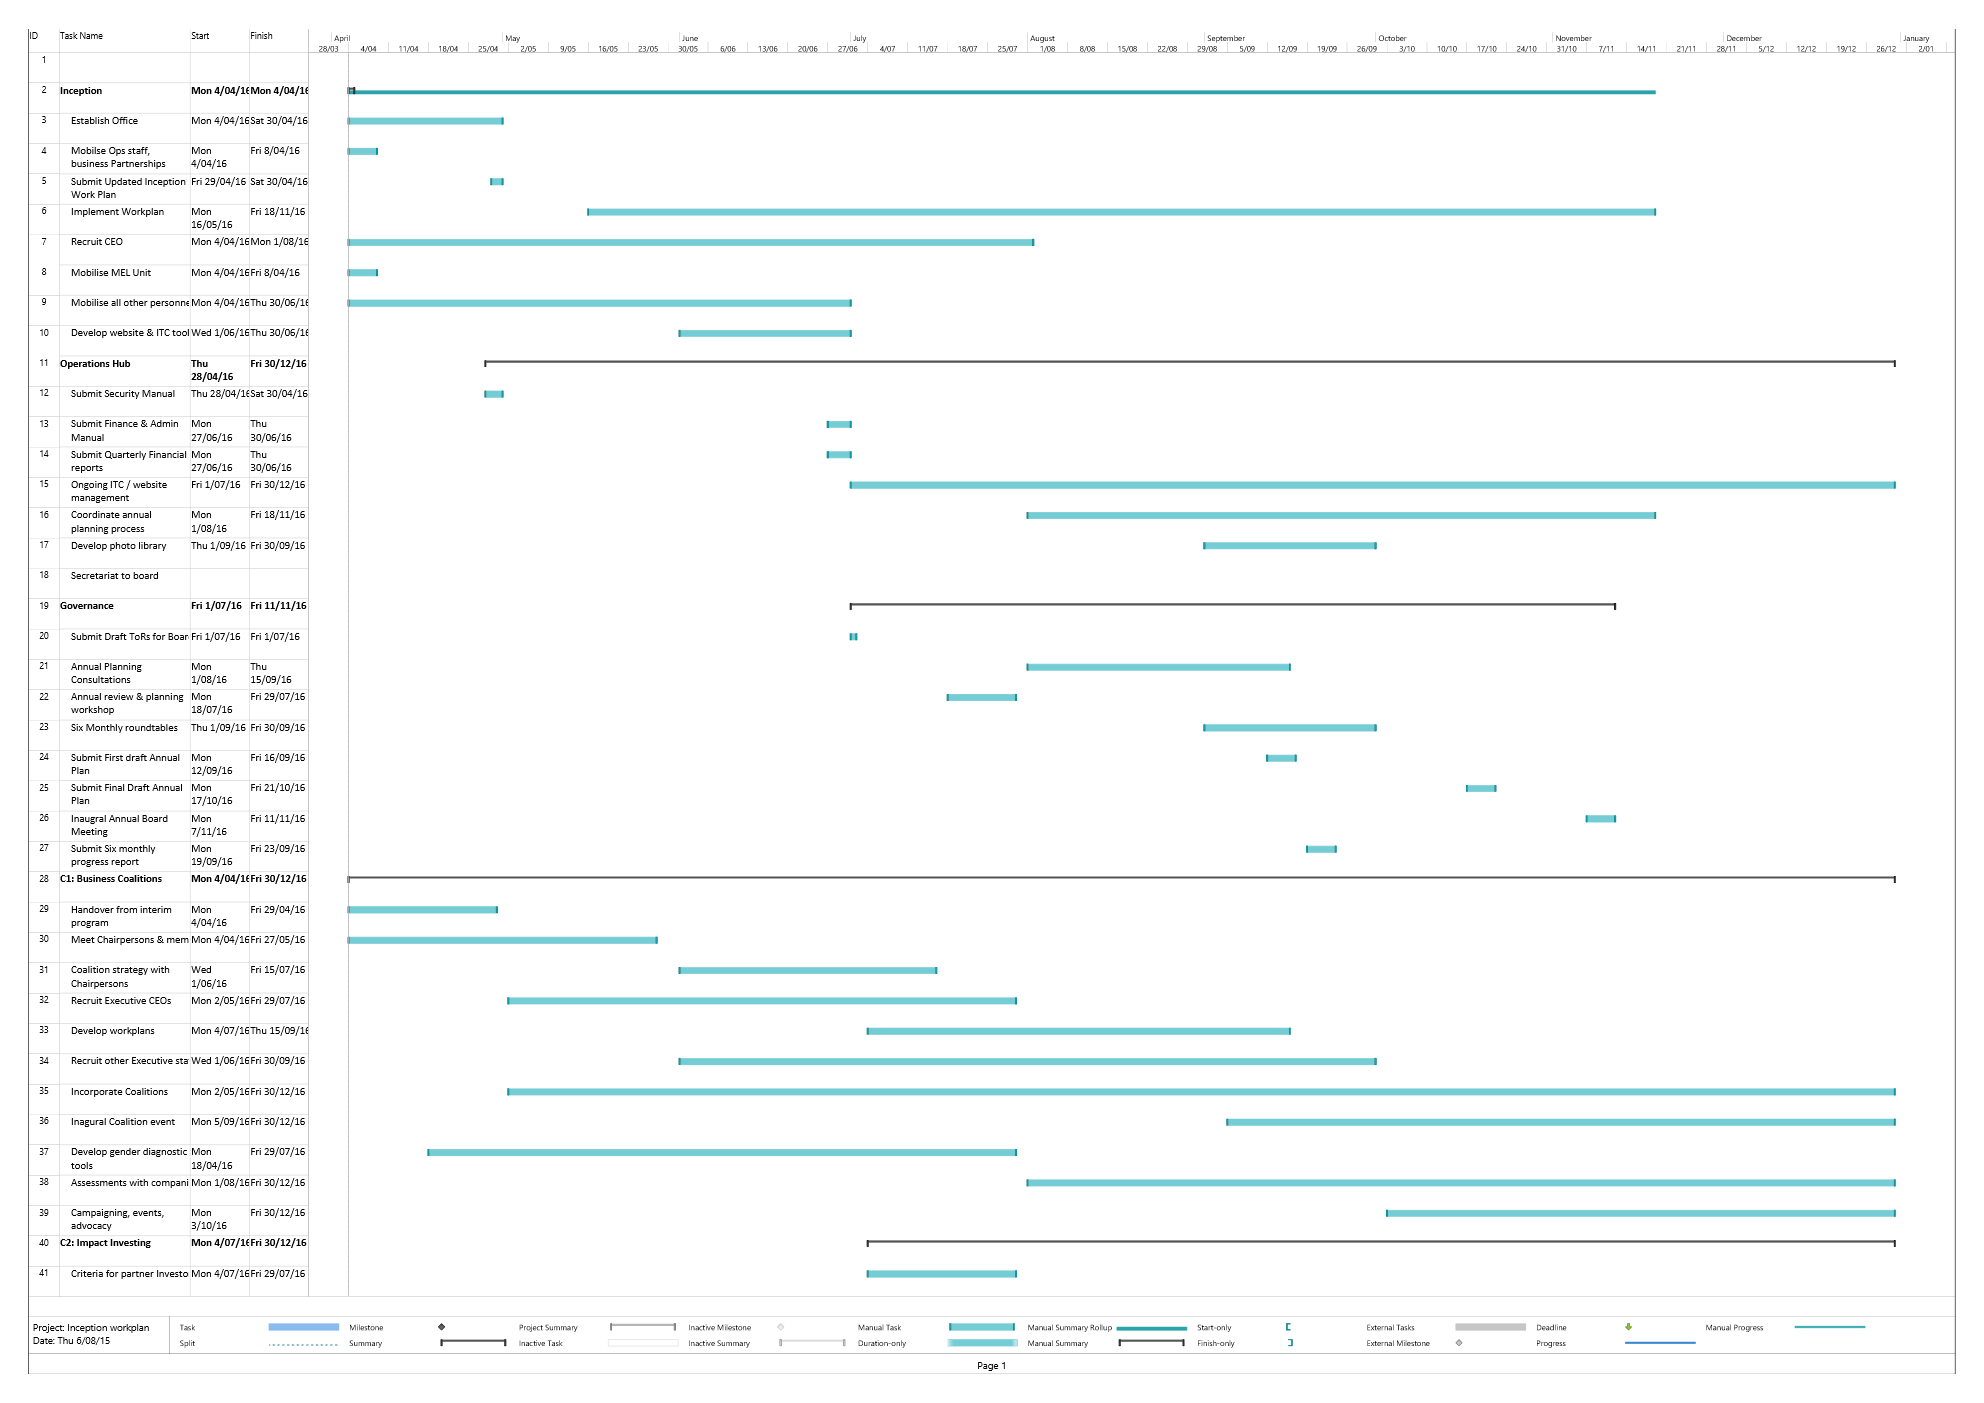 ID Task Name Start Finish
April May June July August September October November December January
28/03 4/04 11/04 18/04 25/04 2/05 9/05 16/05 23/05 30/05 6/06 13/06 20/06 27/06 4/07 11/07 18/07 25/07 1/08 8/08 15/08 22/08 29/08 5/09 12/09 19/09 26/09 3/10 10/10 17/10 24/10 31/10 7/11 14/11 21/11 28/11 5/12 12/12 19/12 26/12 2/01
1
2 Inception Mon 4/04/16 Mon 4/04/16
3 Establish Office Mon 4/04/16 Sat 30/04/16
4 Mobilse Ops staff, Mon Fri 8/04/16
business Partnerships 4/04/16
5 Submit Updated Inception Fri 29/04/16 Sat 30/04/16
Work Plan
6 Implement Workplan Mon Fri 18/11/16
16/05/16
7 Recruit CEO Mon 4/04/16 Mon 1/08/16
8 Mobilise MEL Unit Mon 4/04/16 Fri 8/04/16
9 Mobilise all other personne Mon 4/04/16 Thu 30/06/16
10 Develop website & ITC tool Wed 1/06/16 Thu 30/06/16
11 Operations Hub Thu Fri 30/12/16
28/04/16
12 Submit Security Manual Thu 28/04/16 Sat 30/04/16
13 Submit Finance & Admin Mon Thu
Manual 27/06/16 30/06/16
14 Submit Quarterly Financial Mon Thu
reports 27/06/16 30/06/16
15 Ongoing ITC / website Fri 1/07/16 Fri 30/12/16
management
16 Coordinate annual Mon Fri 18/11/16
planning process 1/08/16
17 Develop photo library Thu 1/09/16 Fri 30/09/16
18 Secretariat to board
19 Governance Fri 1/07/16 Fri 11/11/16
20 Submit Draft ToRs for Boar Fri 1/07/16 Fri 1/07/16
21 Annual Planning Mon Thu
Consultations 1/08/16 15/09/16
22 Annual review & planning Mon Fri 29/07/16
workshop 18/07/16
23 Six Monthly roundtables Thu 1/09/16 Fri 30/09/16
24 Submit First draft Annual Mon Fri 16/09/16
Plan 12/09/16
25 Submit Final Draft Annual Mon Fri 21/10/16
Plan 17/10/16
26 Inaugral Annual Board Mon Fri 11/11/16
Meeting 7/11/16
27 Submit Six monthly Mon Fri 23/09/16
progress report 19/09/16
28 C1: Business Coalitions Mon 4/04/16 Fri 30/12/16
29 Handover from interim Mon Fri 29/04/16
program 4/04/16
30 Meet Chairpersons & mem Mon 4/04/16 Fri 27/05/16
31 Coalition strategy with Wed Fri 15/07/16
Chairpersons 1/06/16
32 Recruit Executive CEOs Mon 2/05/16 Fri 29/07/16
33 Develop workplans Mon 4/07/16 Thu 15/09/16
34 Recruit other Executive sta Wed 1/06/16 Fri 30/09/16
35 Incorporate Coalitions Mon 2/05/16 Fri 30/12/16
36 Inagural Coalition event Mon 5/09/16 Fri 30/12/16
37 Develop gender diagnostic Mon Fri 29/07/16
tools 18/04/16
38 Assessments with compani Mon 1/08/16 Fri 30/12/16
39 Campaigning, events, Mon Fri 30/12/16
advocacy 3/10/16
40 C2: Impact Investing Mon 4/07/16 Fri 30/12/16
41 Criteria for partner Investo Mon 4/07/16 Fri 29/07/16
Project: Inception workplan
Date: Thu 6/08/15
Task Milestone Project Summary Inactive Milestone Manual Task Manual Summary Rollup Start-only External Tasks Deadline Manual Progress
Split Summary Inactive Task Inactive Summary Duration-only Manual Summary Finish-only External Milestone Progress
Page 1